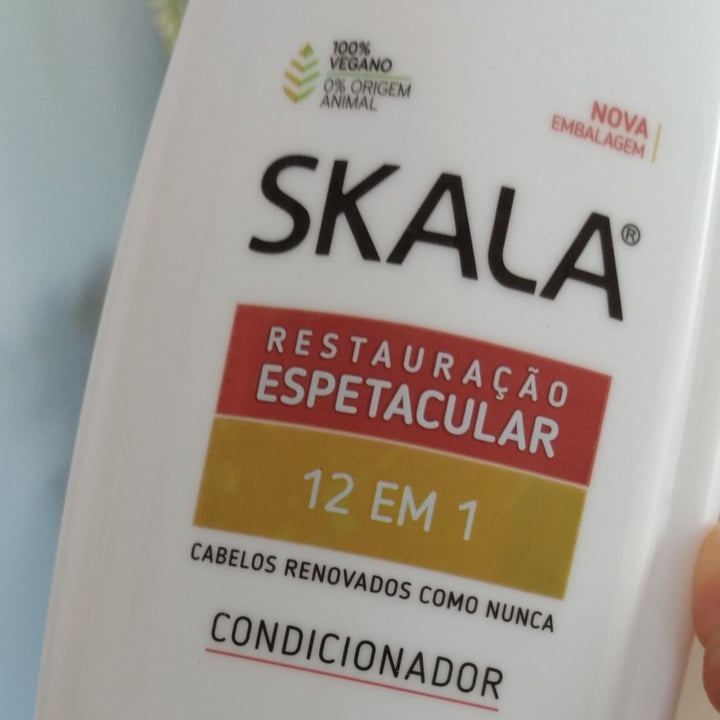 100%
VEGANO
0% ORIGEM
ANIMAL
NOVA
EMBALAGEM
SKALA®
RESTAURAÇÃO
ESPETACULAR
12 EM 1
CABELOS RENOVADOS COMO NUNCA
CONDICIONADOR